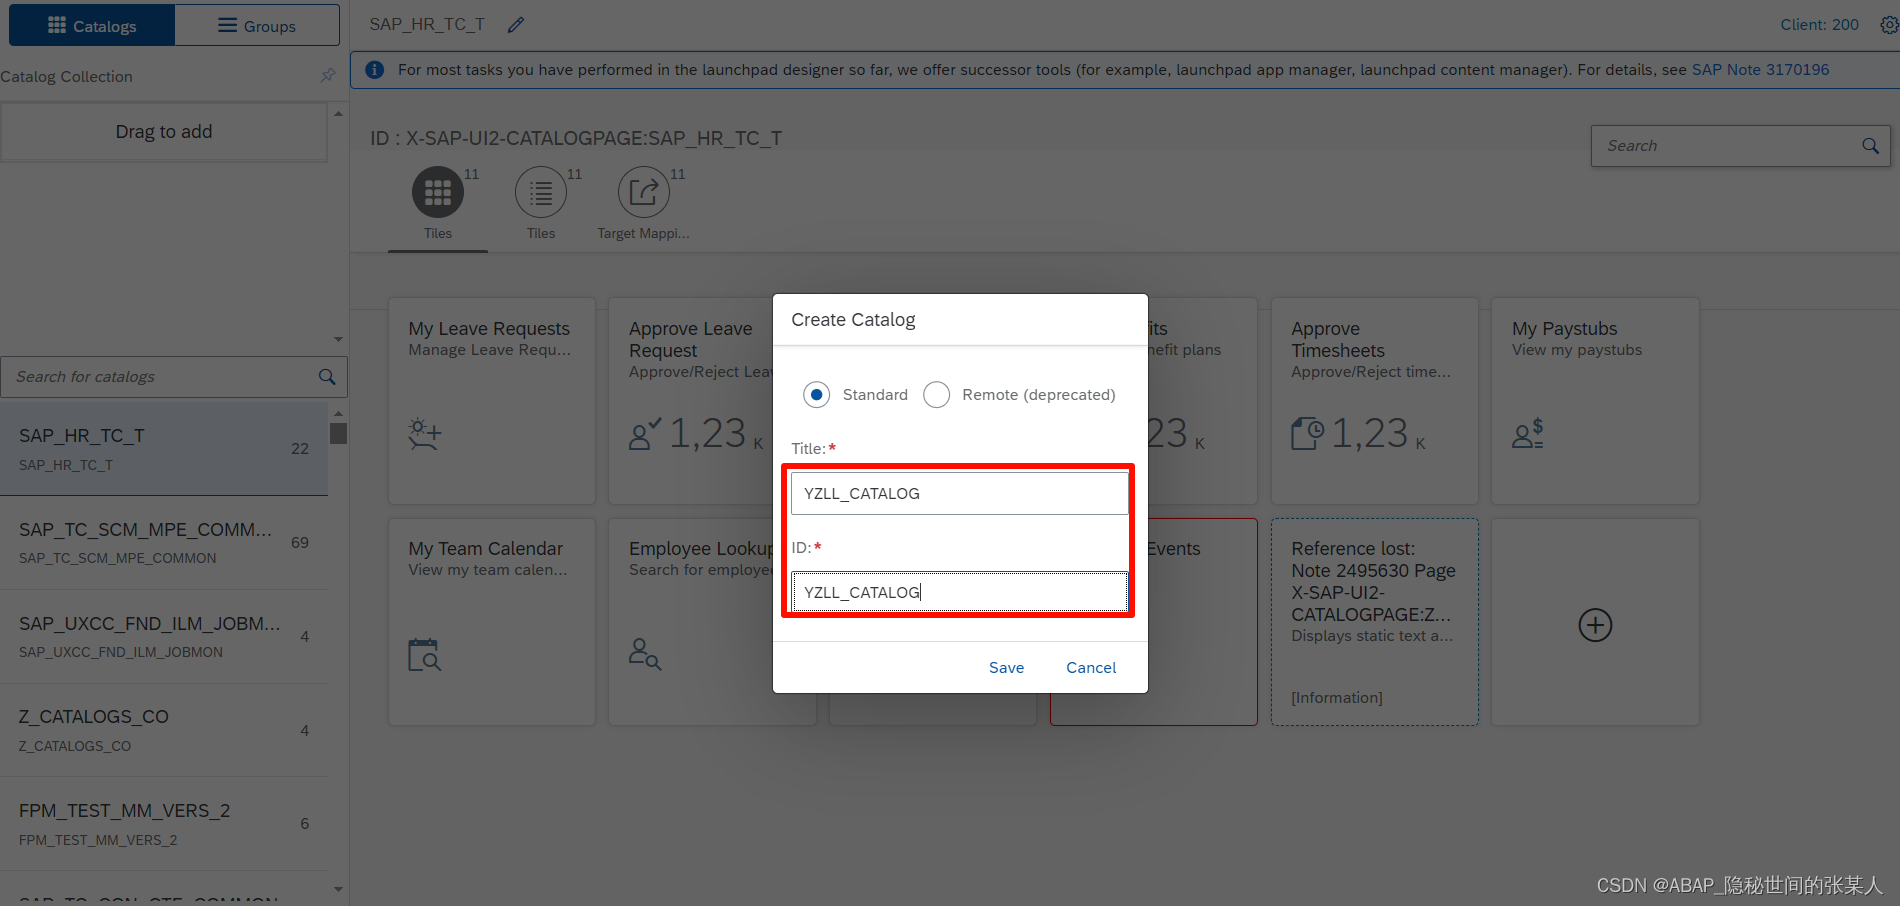 Catalogs
Groups
SAP_HR_TC_T
Client: 200
Catalog Collection
For most tasks you have performed in the launchpad designer so far, we offer successor tools (for example, launchpad app manager, launchpad content manager). For details, see SAP Note 3170196
Drag to add
ID : X-SAP-UI2-CATALOGPAGE:SAP_HR_TC_T
Search
11
11
11
Tiles
Tiles
Target Mappi...
Search for catalogs
SAP_HR_TC_T
22
SAP_HR_TC_T
SAP_TC_SCM_MPE_COMM...
69
SAP_TC_SCM_MPE_COMMON
SAP_UXCC_FND_ILM_JOBM...
4
SAP_UXCC_FND_ILM_JOBMON
Z_CATALOGS_CO
4
Z_CATALOGS_CO
FPM_TEST_MM_VERS_2
6
FPM_TEST_MM_VERS_2
My Leave Requests
Manage Leave Requ...
Approve Leave
Request
Approve/Reject Leav
1,23 K
nefit plans
23 K
Approve
Timesheets
Approve/Reject time...
1,23 K
My Paystubs
View my paystubs
My Team Calendar
View my team calen...
Employee Lookup
Search for employee
Events
Reference lost:
Note 2495630 Page
X-SAP-UI2-
CATALOGPAGE:Z...
Displays static text a...
[Information]
Create Catalog
Standard
Remote (deprecated)
Title:*
YZLL_CATALOG
ID:*
YZLL_CATALOG
Save
Cancel
CSDN @ABAP_隐秘世间的张某人